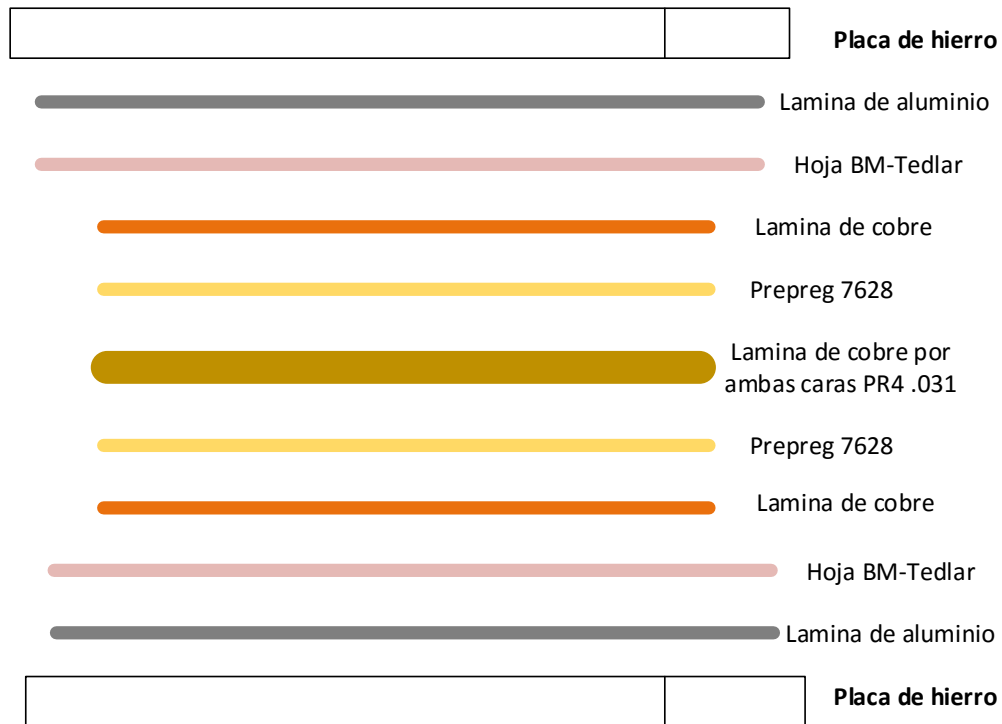 Placa de hierro
Lamina de aluminio
Hoja BM-Tedlar
Lamina de cobre
Prepreg 7628
Lamina de cobre por
ambas caras PR4 .031
Prepreg 7628
Lamina de cobre
Hoja BM-Tedlar
Lamina de aluminio
Placa de hierro